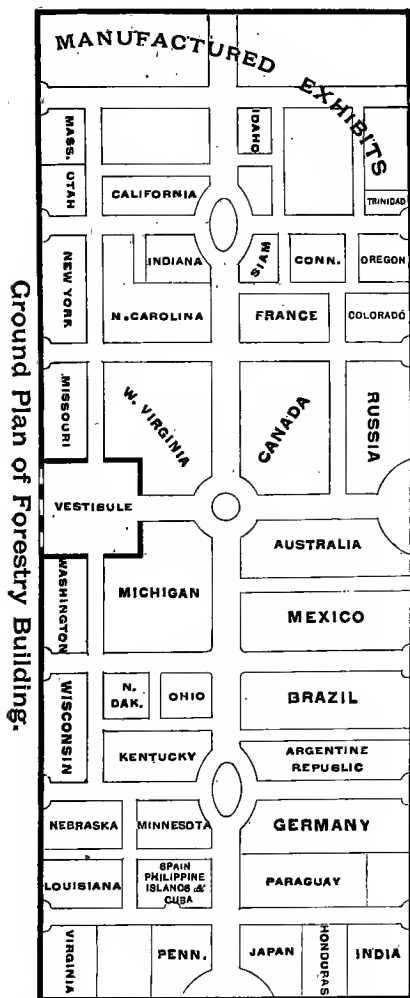 MANUFACTURED EXHIBITS
MASS.
IDAHO
UTAH
CALIFORNIA
TRINIDAD
NEW YORK
INDIANA
SIAM
CONN.
OREGON
N. CAROLINA
FRANCE
COLORADO
MISSOURI
W. VIRGINIA
CANADA
RUSSIA
VESTIBULE
AUSTRALIA
WASHINGTON
MICHIGAN
MEXICO
WISCONSIN
N.
DAK.
OHIO
BRAZIL
KENTUCKY
ARGENTINE
REPUBLIC
NEBRASKA
MINNESOTA
GERMANY
LOUISIANA
SPAIN
PHILIPPINE
ISLANDS &
CUBA
PARAGUAY
VIRGINIA
PENN.
JAPAN
HONDURAS
INDIA
Ground Plan of Forestry Building.